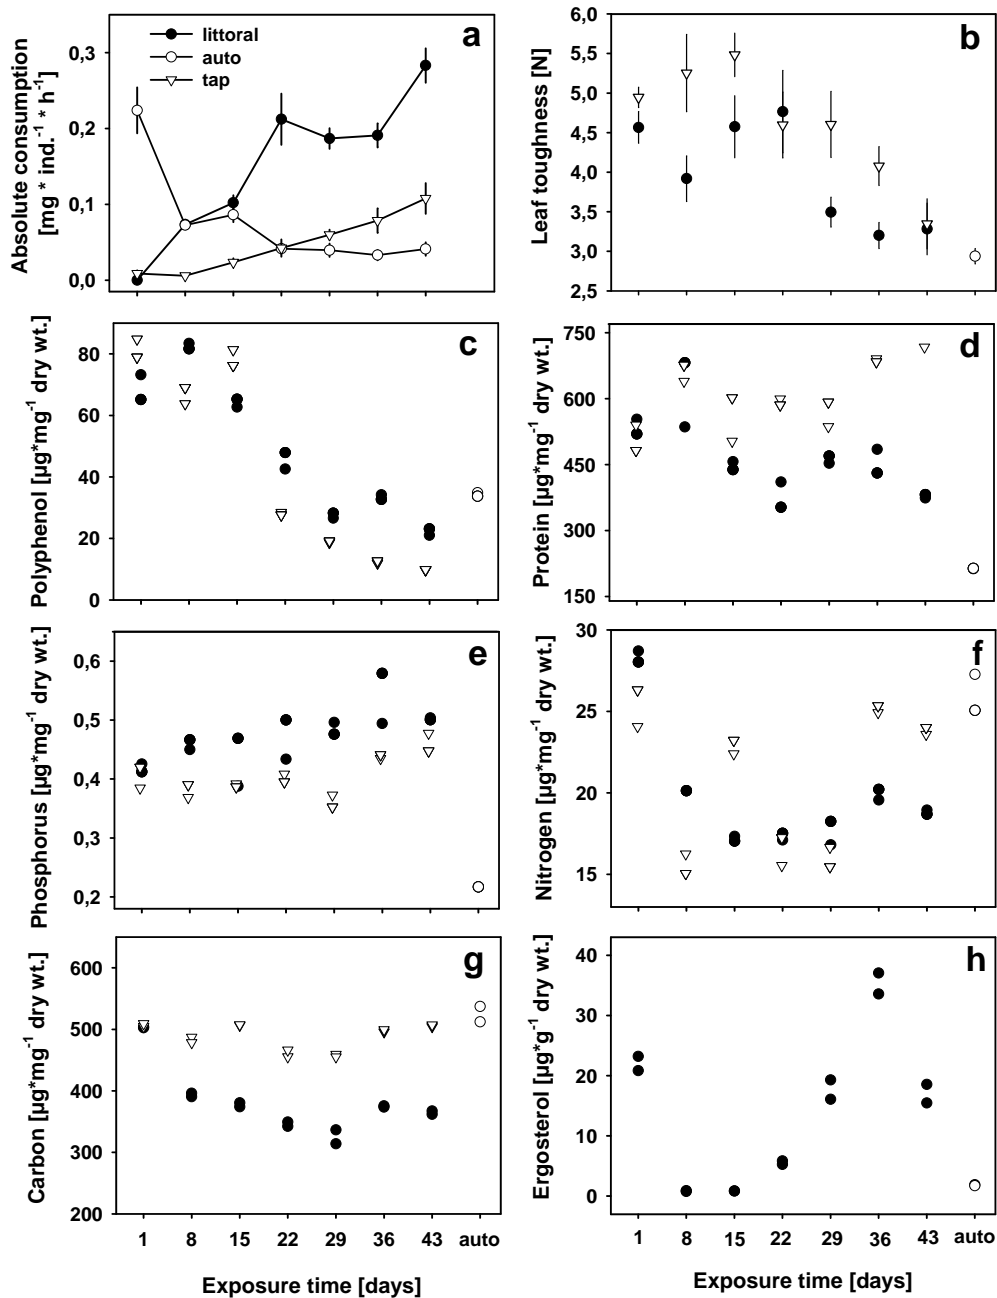 a
littoral
auto
tap
0,3
0,2
0,1
0,0
Absolute consumption
[mg * ind.⁻¹ * h⁻¹]
b
6,0
5,5
5,0
4,5
4,0
3,5
3,0
2,5
Leaf toughness [N]
c
80
60
40
20
0
Polyphenol [µg*mg⁻¹ dry wt.]
d
750
600
450
300
150
Protein [µg*mg⁻¹ dry wt.]
e
0,6
0,5
0,4
0,3
0,2
Phosphorus [µg*mg⁻¹ dry wt.]
f
30
25
20
15
Nitrogen [µg*mg⁻¹ dry wt.]
g
600
500
400
300
200
Carbon [µg*mg⁻¹ dry wt.]
1 8 15 22 29 36 43 auto
Exposure time [days]
h
40
30
20
10
0
Ergosterol [µg*g⁻¹ dry wt.]
1 8 15 22 29 36 43 auto
Exposure time [days]